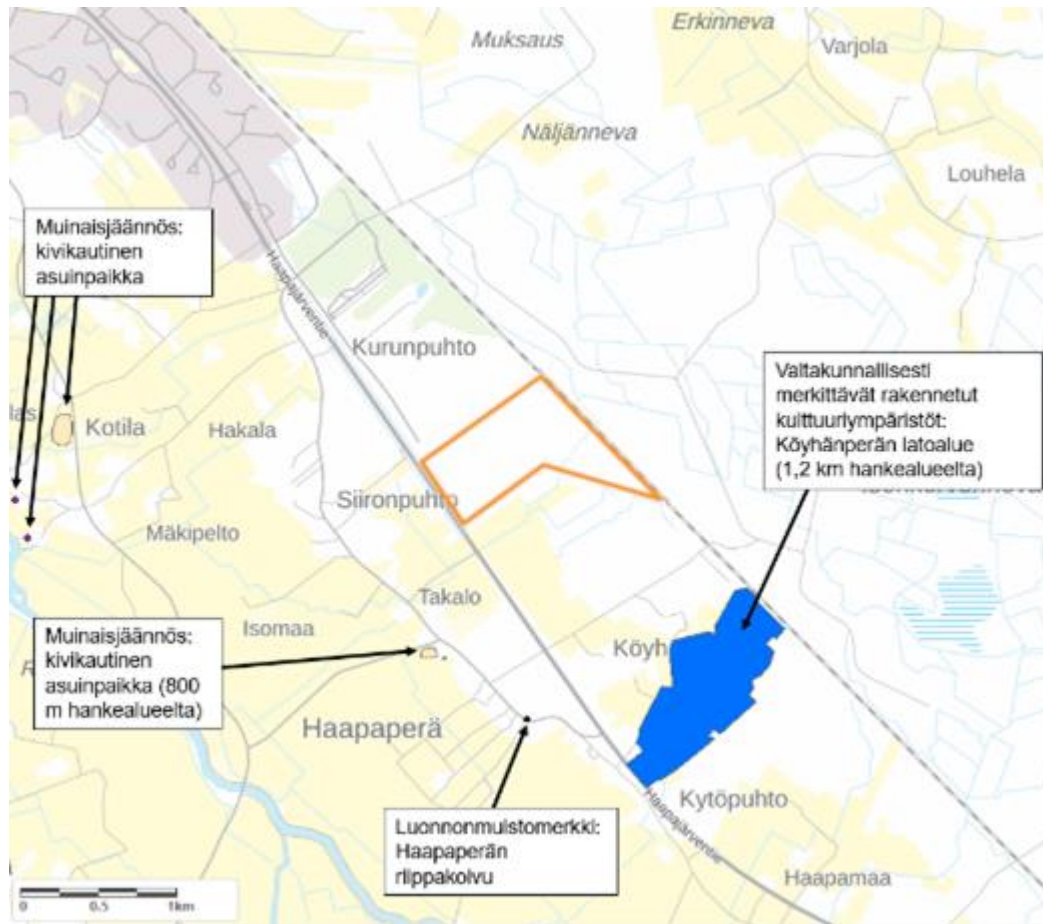 Muksaus
Erkinneva
Varjola
Näljänneva
Louhela
Muinaisjäännös:
kivikautinen
asuinpaikka
Haapajärventie
Kurunpuhto
Valtakunnallisesti
merkittävät rakennetut
kulttuuriympäristöt:
Köyhänperän latoalue
(1,2 km hankealueelta)
las
Kotila
Hakala
Siironpuhto
Mäkipelto
Takalo
Isomaa
Muinaisjäännös:
kivikautinen
asuinpaikka (800
m hankealueelta)
R
Köyh
Haapaperä
Kytöpuhto
Haapajärventie
Luonnonmuistomerkki:
Haapaperän
riippakoivu
Haapamaa
0 0.5 1km